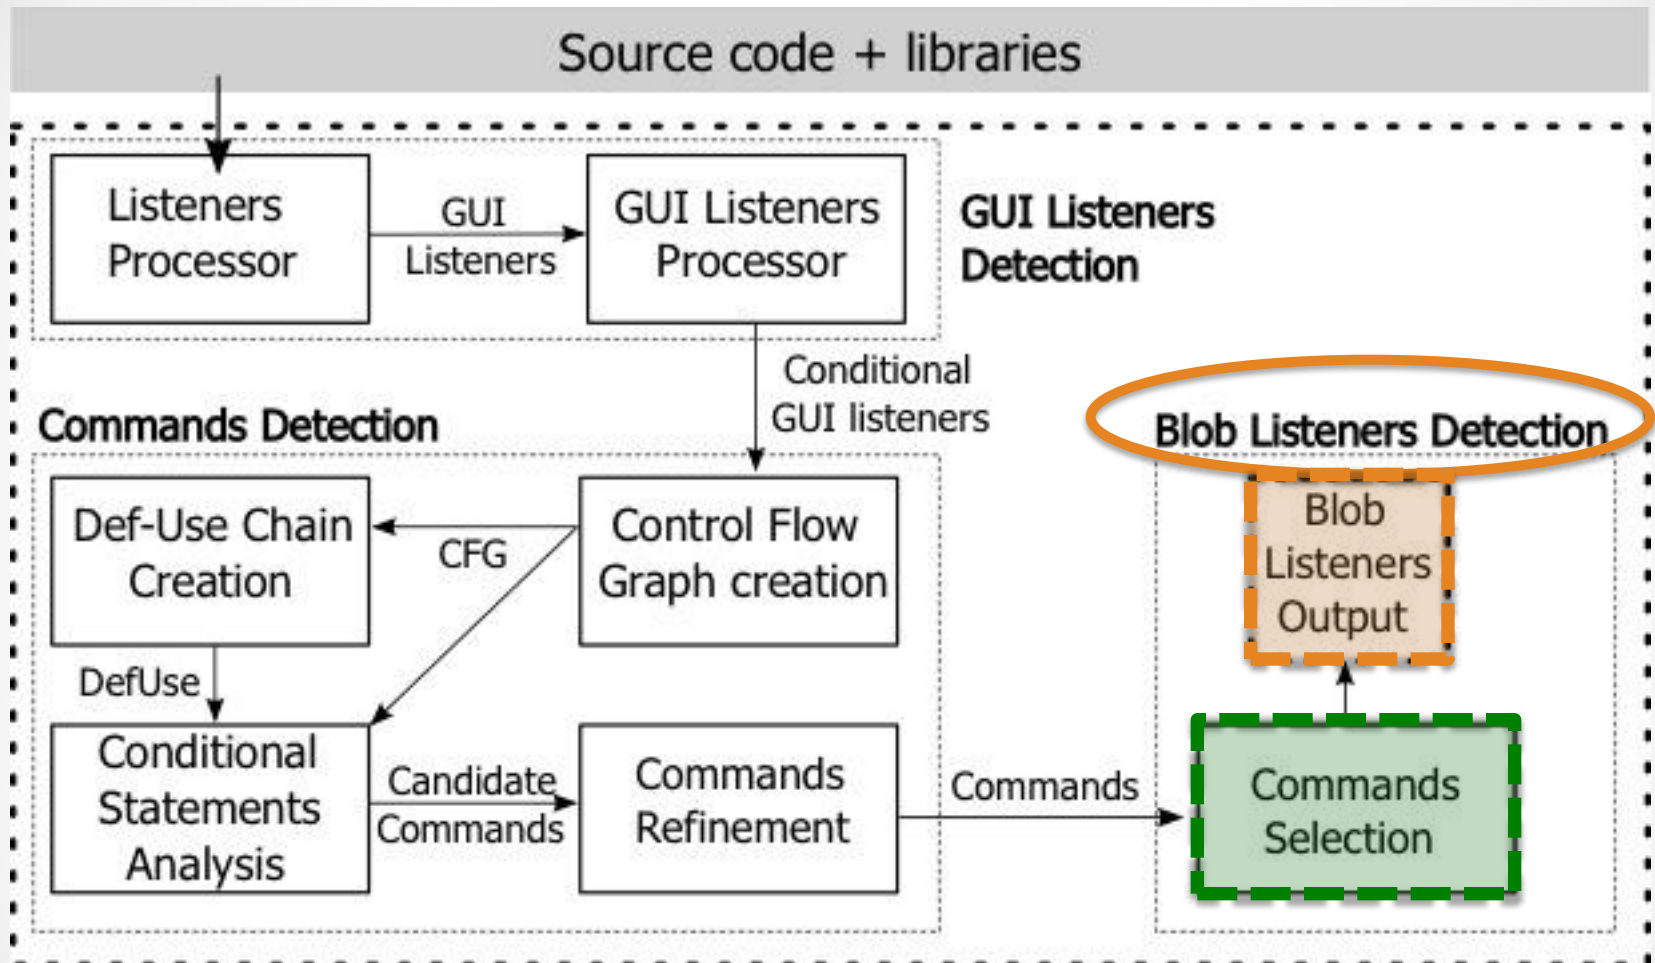 Source code + libraries
Listeners
Processor
GUI
Listeners
GUI Listeners
Processor
GUI Listeners
Detection
Conditional
GUI listeners
Commands Detection
Def-Use Chain
Creation
CFG
Control Flow
Graph creation
DefUse
Conditional
Statements
Analysis
Candidate
Commands
Commands
Refinement
Commands
Blob Listeners Detection
Blob
Listeners
Output
Commands
Selection